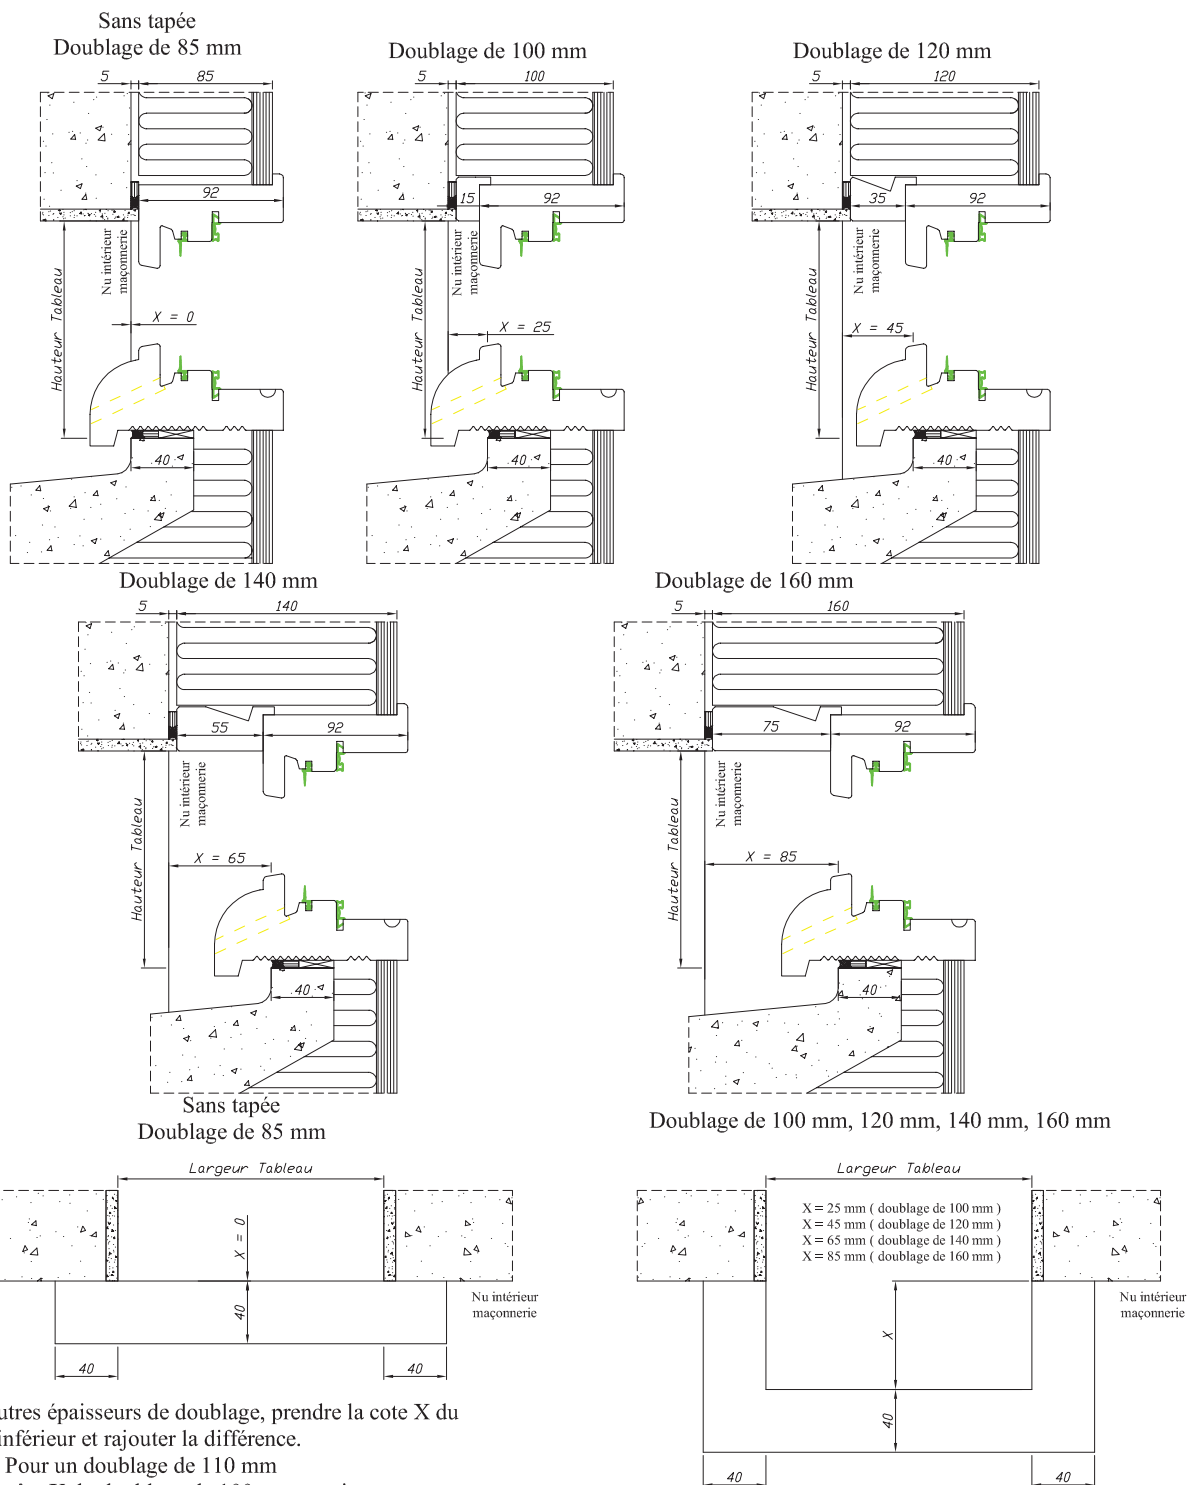 Sans tapée
Doublage de 85 mm
Doublage de 100 mm
Doublage de 120 mm
5
85
5
100
5
120
92
15
92
35
92
Nu intérieur
maçonnerie
Nu intérieur
maçonnerie
Nu intérieur
maçonnerie
Hauteur Tableau
Hauteur Tableau
Hauteur Tableau
X = 0
X = 25
X = 45
40
40
40
Doublage de 140 mm
Doublage de 160 mm
5
140
5
160
55
92
75
92
Nu intérieur
maçonnerie
Nu intérieur
maçonnerie
Hauteur Tableau
Hauteur Tableau
X = 65
X = 85
40
40
Sans tapée
Doublage de 85 mm
Doublage de 100 mm, 120 mm, 140 mm, 160 mm
Largeur Tableau
Largeur Tableau
X = 0
X = 25 mm ( doublage de 100 mm )
X = 45 mm ( doublage de 120 mm )
X = 65 mm ( doublage de 140 mm )
X = 85 mm ( doublage de 160 mm )
Nu intérieur
maçonnerie
Nu intérieur
maçonnerie
40
X
40
40
40
40
40
utres épaisseurs de doublage, prendre la cote X du
inférieur et rajouter la différence.
Pour un doublage de 110 mm